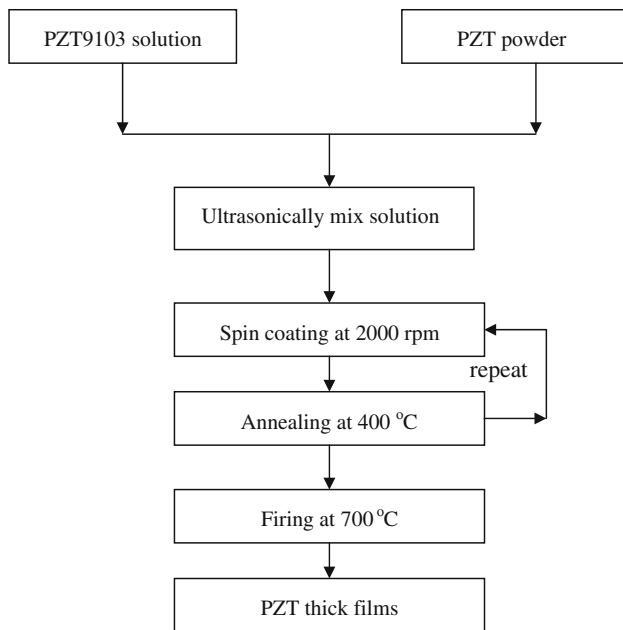 PZT9103 solution
PZT powder
Ultrasonically mix solution
Spin coating at 2000 rpm
repeat
Annealing at 400 °C
Firing at 700 °C
PZT thick films